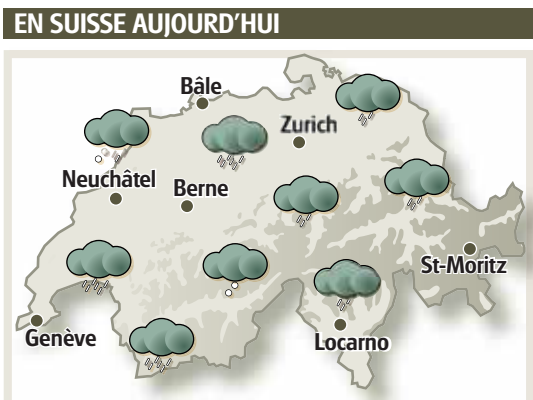 EN SUISSE AUJOURD'HUI
Bâle
Zurich
Neuchâtel
Berne
St-Moritz
Genève
Locarno